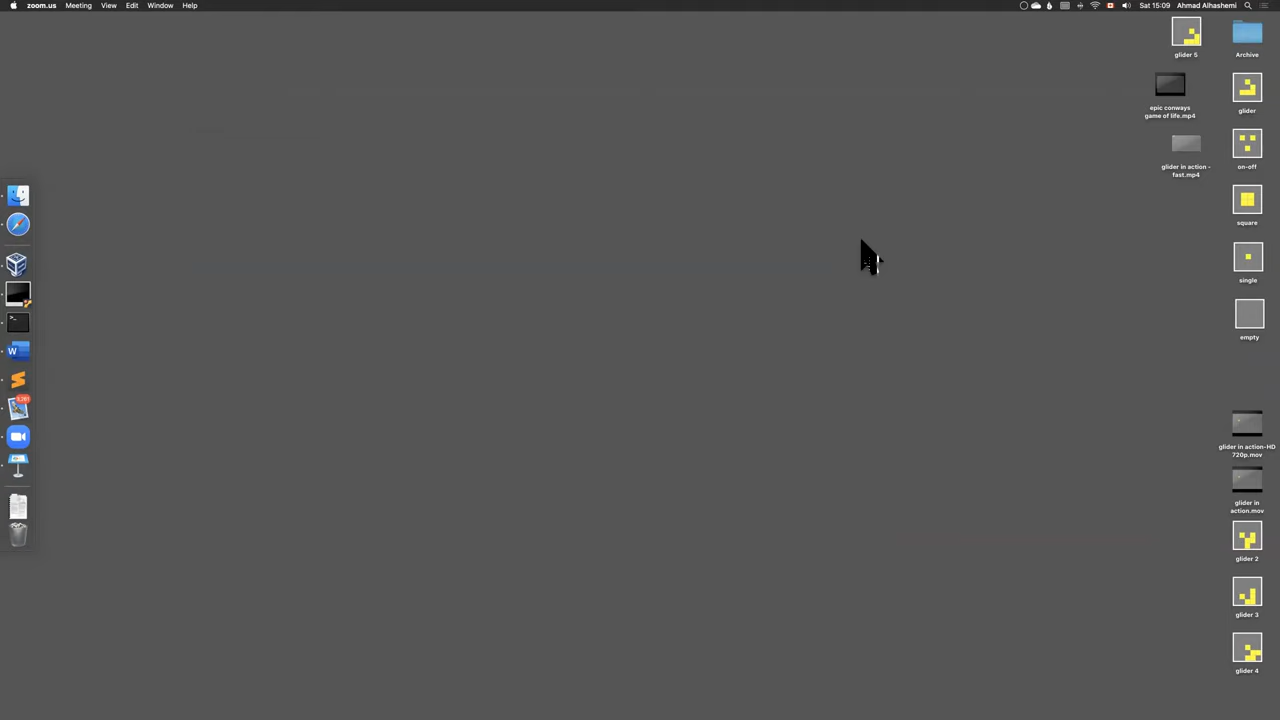 zoom.us Meeting View Edit Window Help
Sat 15:09 Ahmad Alhashemi
glider 5
Archive
epic conways
game of life.mp4
glider
glider in action -
fast.mp4
on-off
square
single
empty
glider in action-HD
720p.mov
glider in
action.mov
glider 2
glider 3
glider 4
W